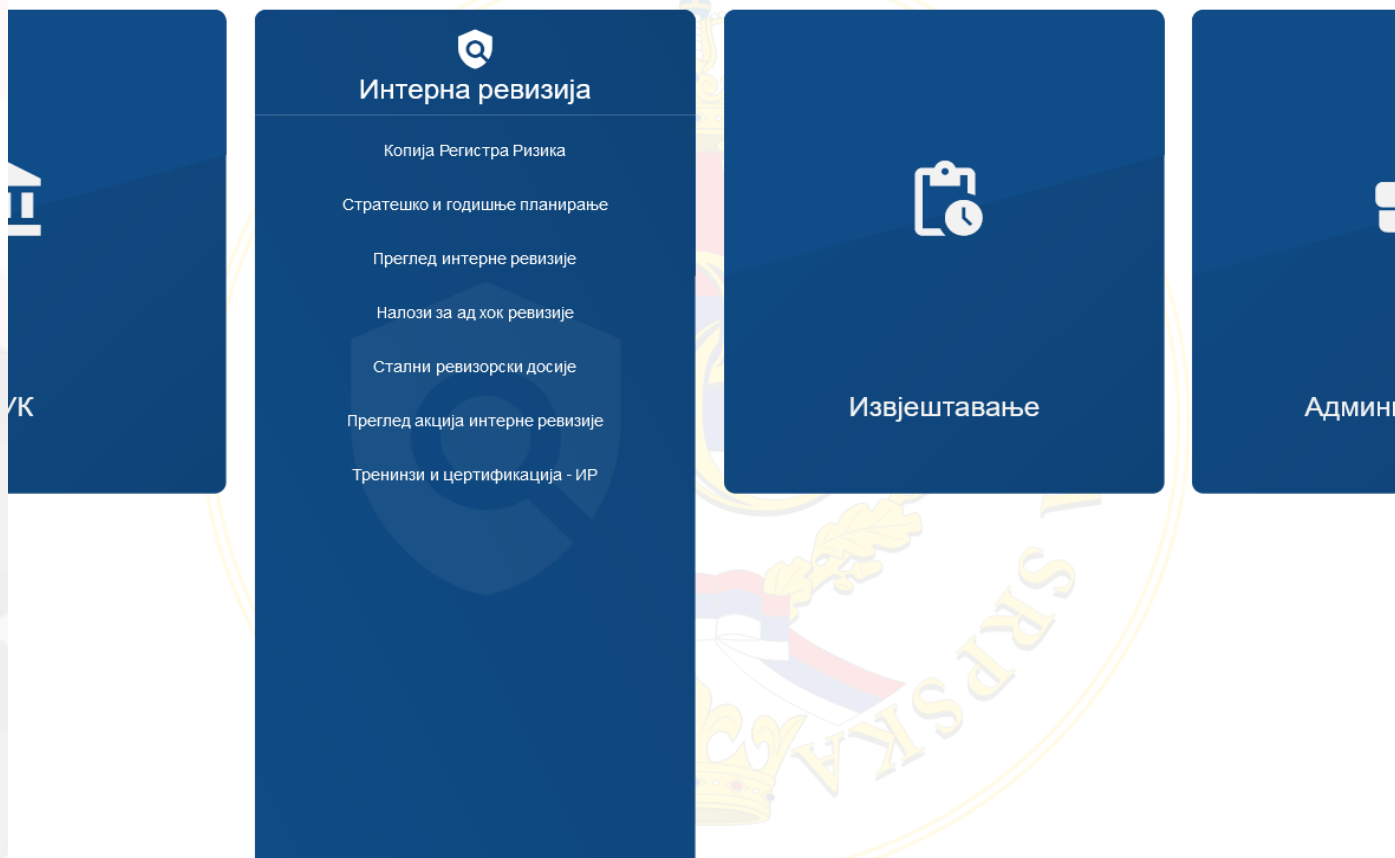 Интерна ревизија
Копија Регистра Ризика
Стратешко и годишње планирање
Преглед интерне ревизије
Налози за ад хок ревизије
Стални ревизорски досије
Преглед акција интерне ревизије
Тренинзи и цертификација - ИР
Извјештавање
SRPSKA